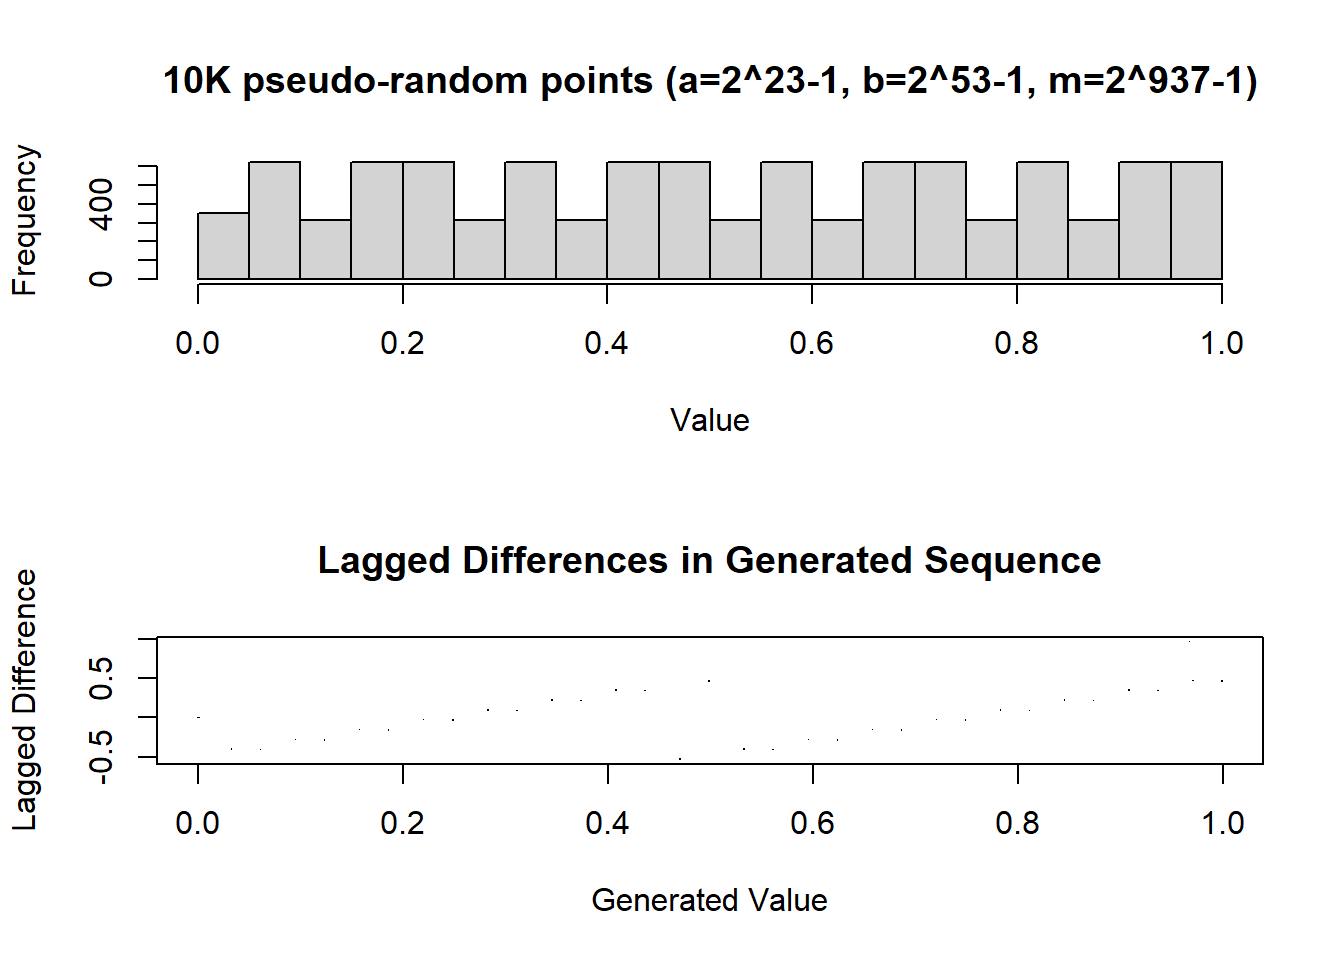 10K pseudo-random points (a=2^23-1, b=2^53-1, m=2^937-1)
Frequency
400
0
0.0 0.2 0.4 0.6 0.8 1.0
Value
Lagged Differences in Generated Sequence
Lagged Difference
0.5
-0.5
0.0 0.2 0.4 0.6 0.8 1.0
Generated Value